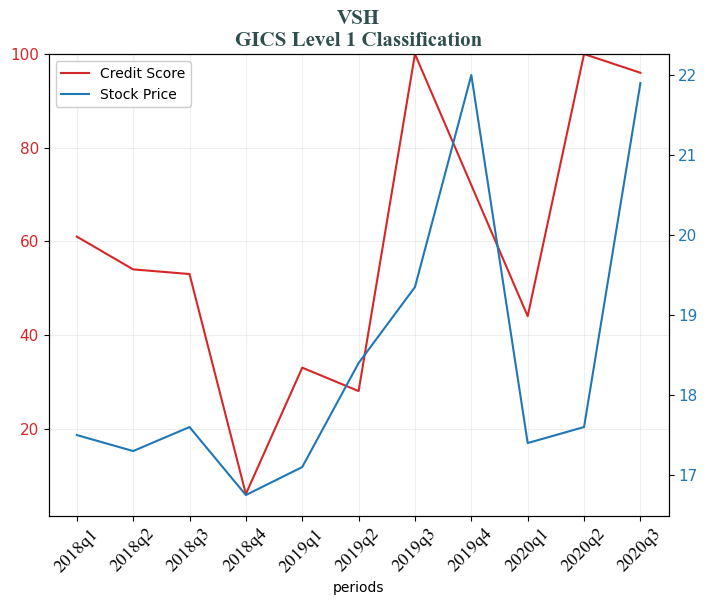 VSH
GICS Level 1 Classification
Credit Score
Stock Price
100
80
60
40
20
22
21
20
19
18
17
2018q1
2018q2
2018q3
2018q4
2019q1
2019q2
2019q3
2019q4
2020q1
2020q2
2020q3
periods